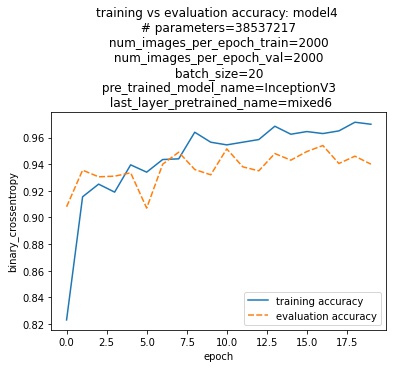 training vs evaluation accuracy: model4
# parameters=38537217
num_images_per_epoch_train=2000
num_images_per_epoch_val=2000
batch_size=20
pre_trained_model_name=InceptionV3
last_layer_pretrained_name=mixed6
binary_crossentropy
0.96
0.94
0.92
0.90
0.88
0.86
0.84
0.82
training accuracy
evaluation accuracy
0.0 2.5 5.0 7.5 10.0 12.5 15.0 17.5
epoch